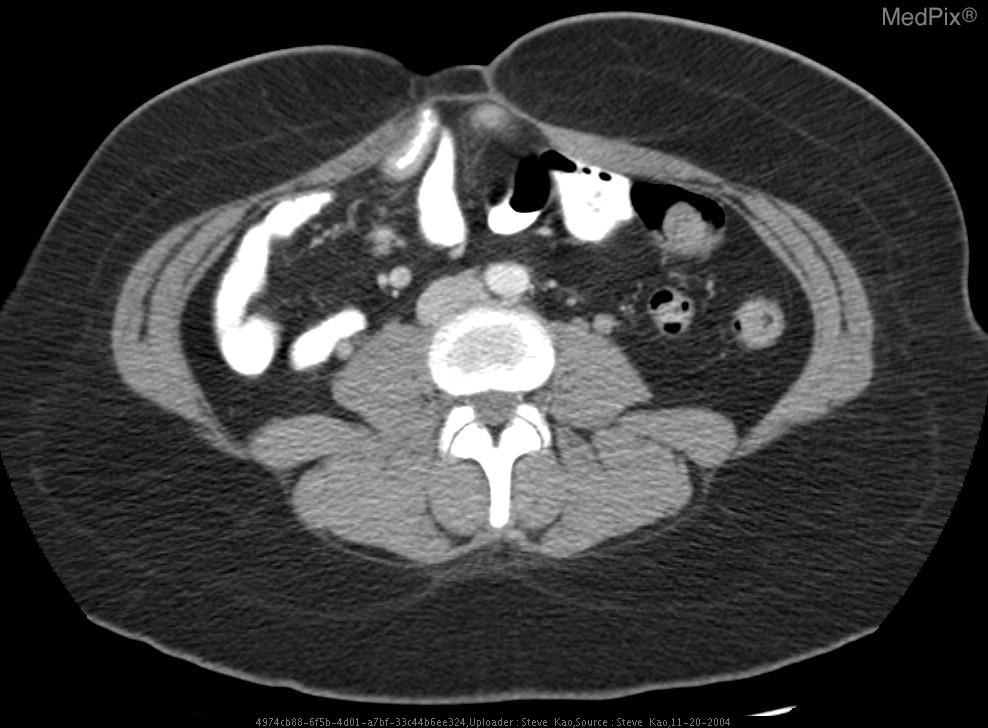 MedPix®
4974cb88-6f5b-4d01-a7bf-33c44b6ee324,Uploader : Steve Kao,Source : Steve Kao,11-20-2004